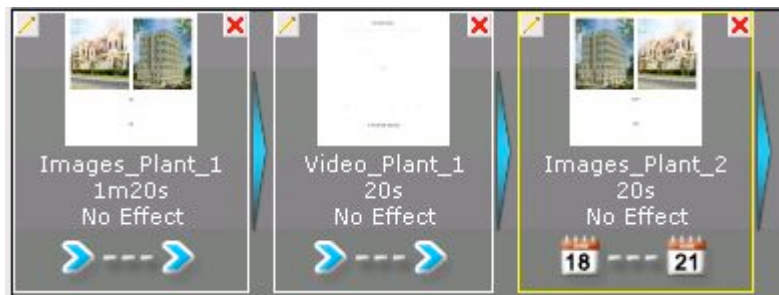 Images_Plant_1
1m20s
No Effect
Video_Plant_1
20s
No Effect
Images_Plant_2
20s
No Effect
18
21